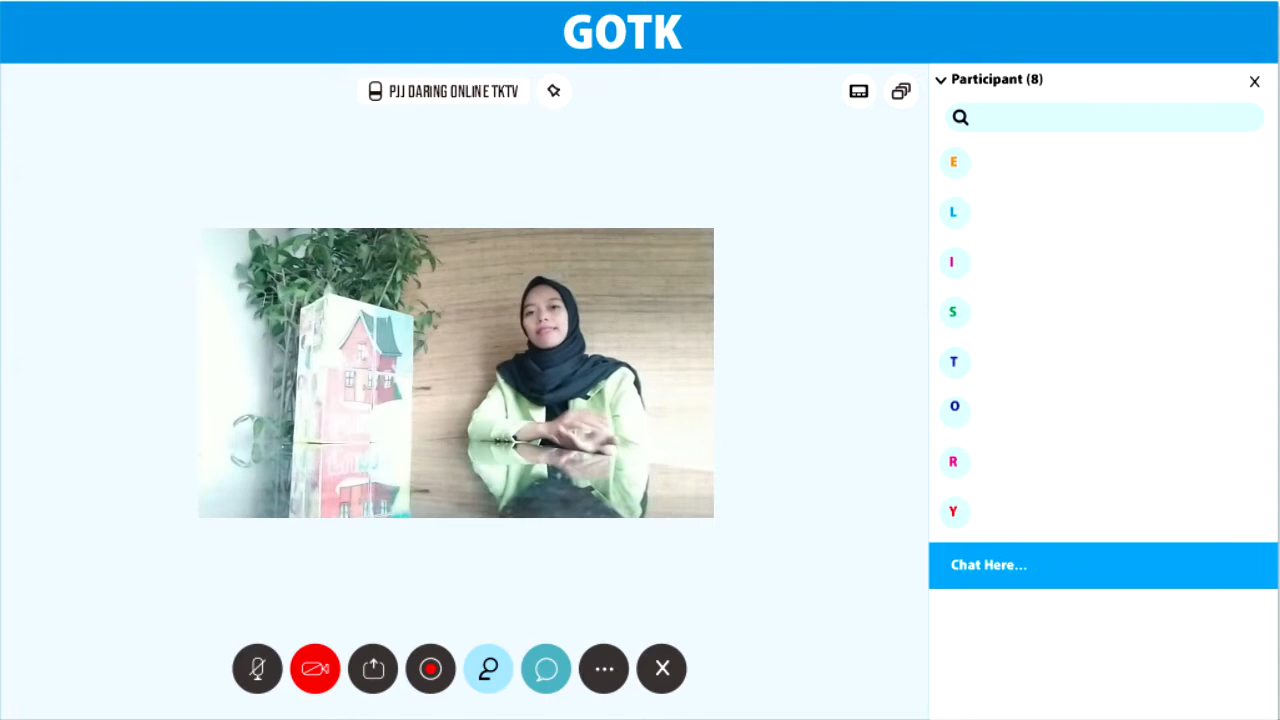 GOTK
PJJ DARING ONLINE TKTV
Participant (8)
X
E
L
I
S
T
O
R
Y
Chat Here...
X